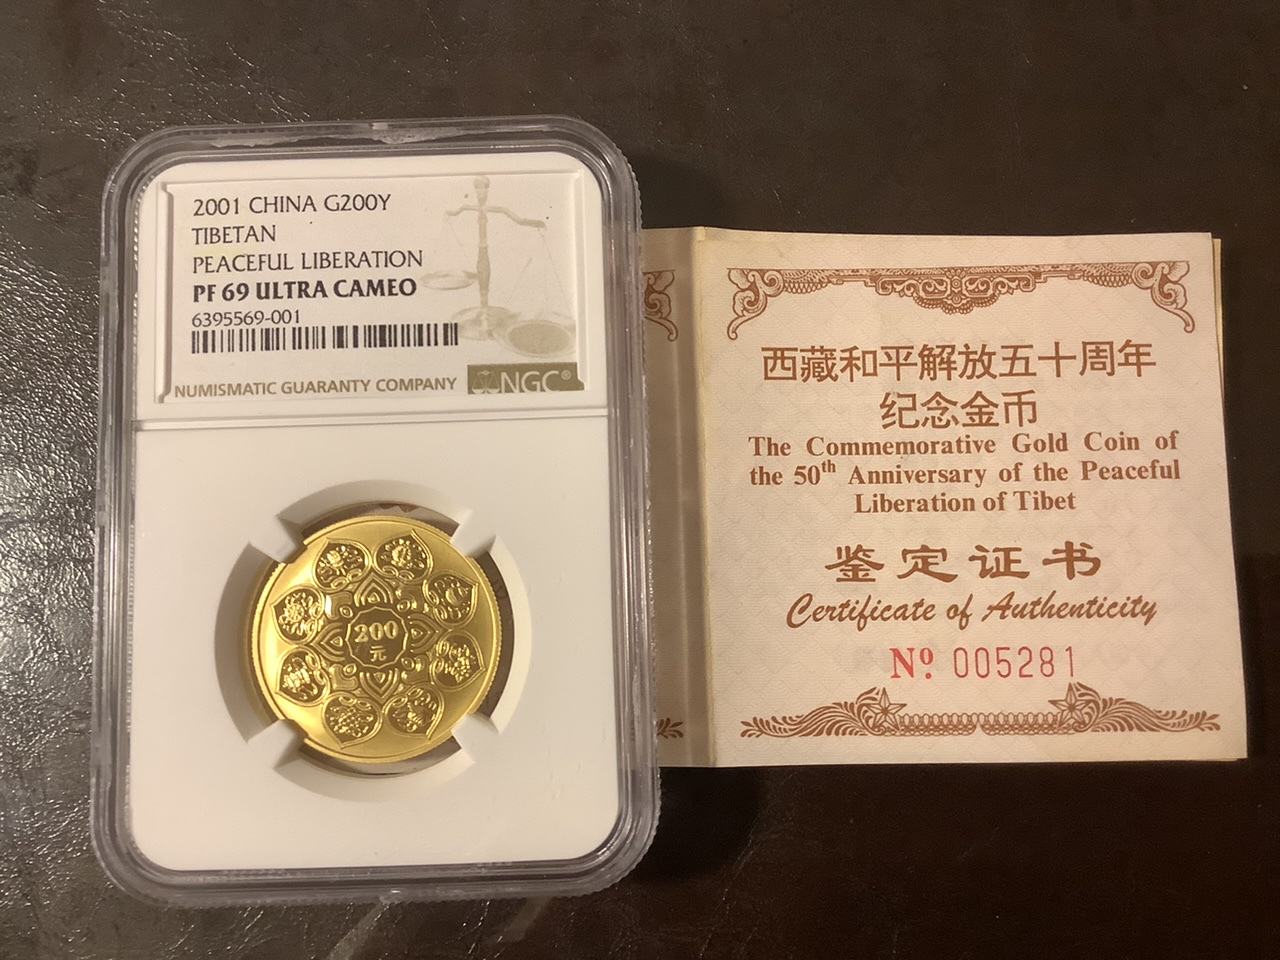 2001 CHINA G200Y
TIBETAN
PEACEFUL LIBERATION
PF 69 ULTRA CAMEO
6395569-001
NUMISMATIC GUARANTY COMPANY NGC®
200
元
西藏和平解放五十周年
纪念金币
The Commemorative Gold Coin of
the 50th Anniversary of the Peaceful
Liberation of Tibet
鉴定证书
Certificate of Authenticity
Nº. 005281